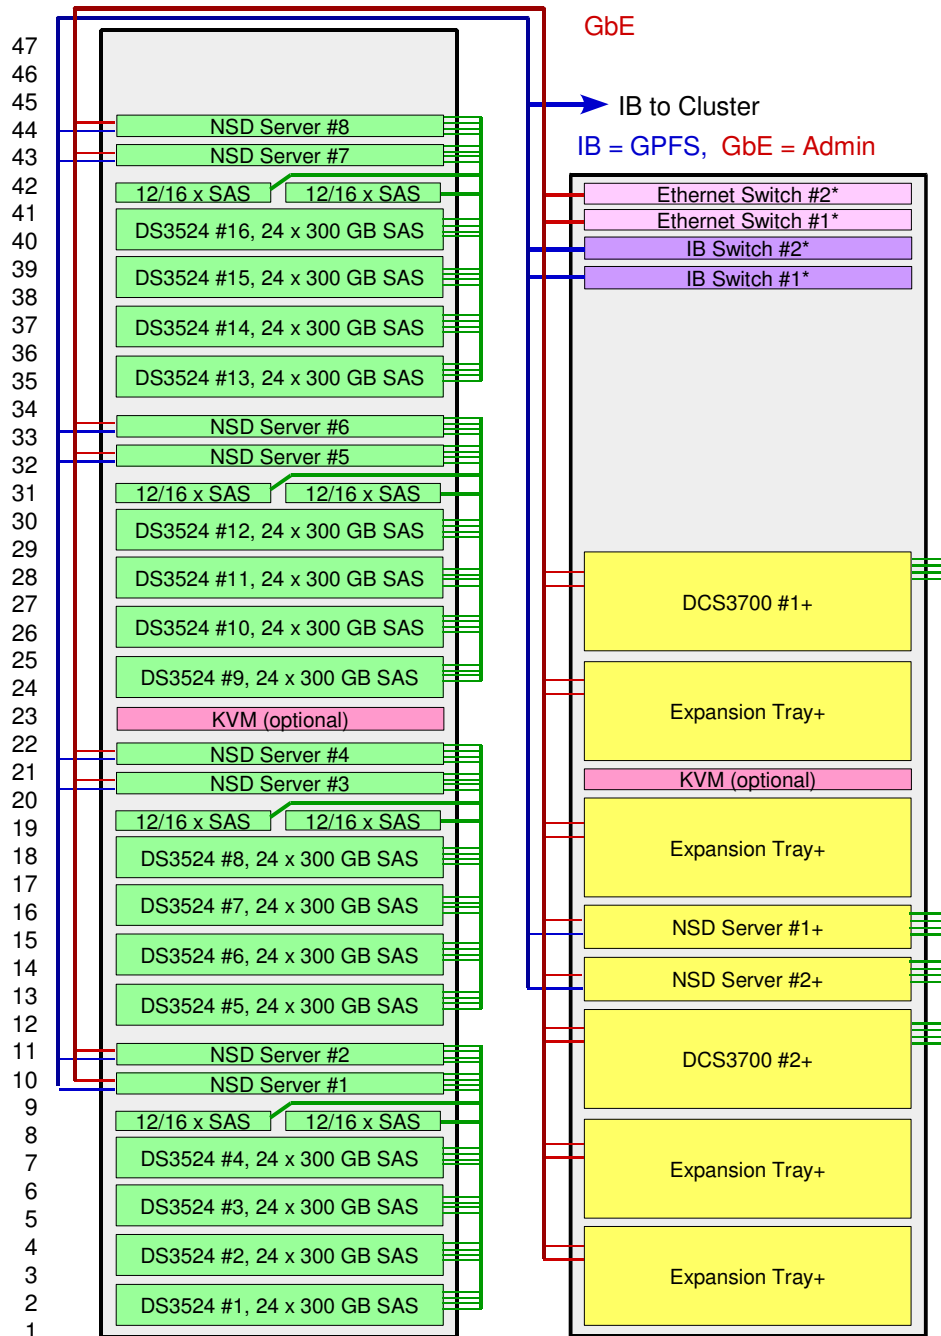 GbE
IB to Cluster
IB = GPFS, GbE = Admin
47
46
45
44
43
42
41
40
39
38
37
36
35
34
33
32
31
30
29
28
27
26
25
24
23
22
21
20
19
18
17
16
15
14
13
12
11
10
9
8
7
6
5
4
3
2
1
NSD Server #8
NSD Server #7
12/16 x SAS 12/16 x SAS
DS3524 #16, 24 x 300 GB SAS
DS3524 #15, 24 x 300 GB SAS
DS3524 #14, 24 x 300 GB SAS
DS3524 #13, 24 x 300 GB SAS
NSD Server #6
NSD Server #5
12/16 x SAS 12/16 x SAS
DS3524 #12, 24 x 300 GB SAS
DS3524 #11, 24 x 300 GB SAS
DS3524 #10, 24 x 300 GB SAS
DS3524 #9, 24 x 300 GB SAS
KVM (optional)
NSD Server #4
NSD Server #3
12/16 x SAS 12/16 x SAS
DS3524 #8, 24 x 300 GB SAS
DS3524 #7, 24 x 300 GB SAS
DS3524 #6, 24 x 300 GB SAS
DS3524 #5, 24 x 300 GB SAS
NSD Server #2
NSD Server #1
12/16 x SAS 12/16 x SAS
DS3524 #4, 24 x 300 GB SAS
DS3524 #3, 24 x 300 GB SAS
DS3524 #2, 24 x 300 GB SAS
DS3524 #1, 24 x 300 GB SAS
Ethernet Switch #2*
Ethernet Switch #1*
IB Switch #2*
IB Switch #1*
DCS3700 #1+
Expansion Tray+
KVM (optional)
Expansion Tray+
NSD Server #1+
NSD Server #2+
DCS3700 #2+
Expansion Tray+
Expansion Tray+